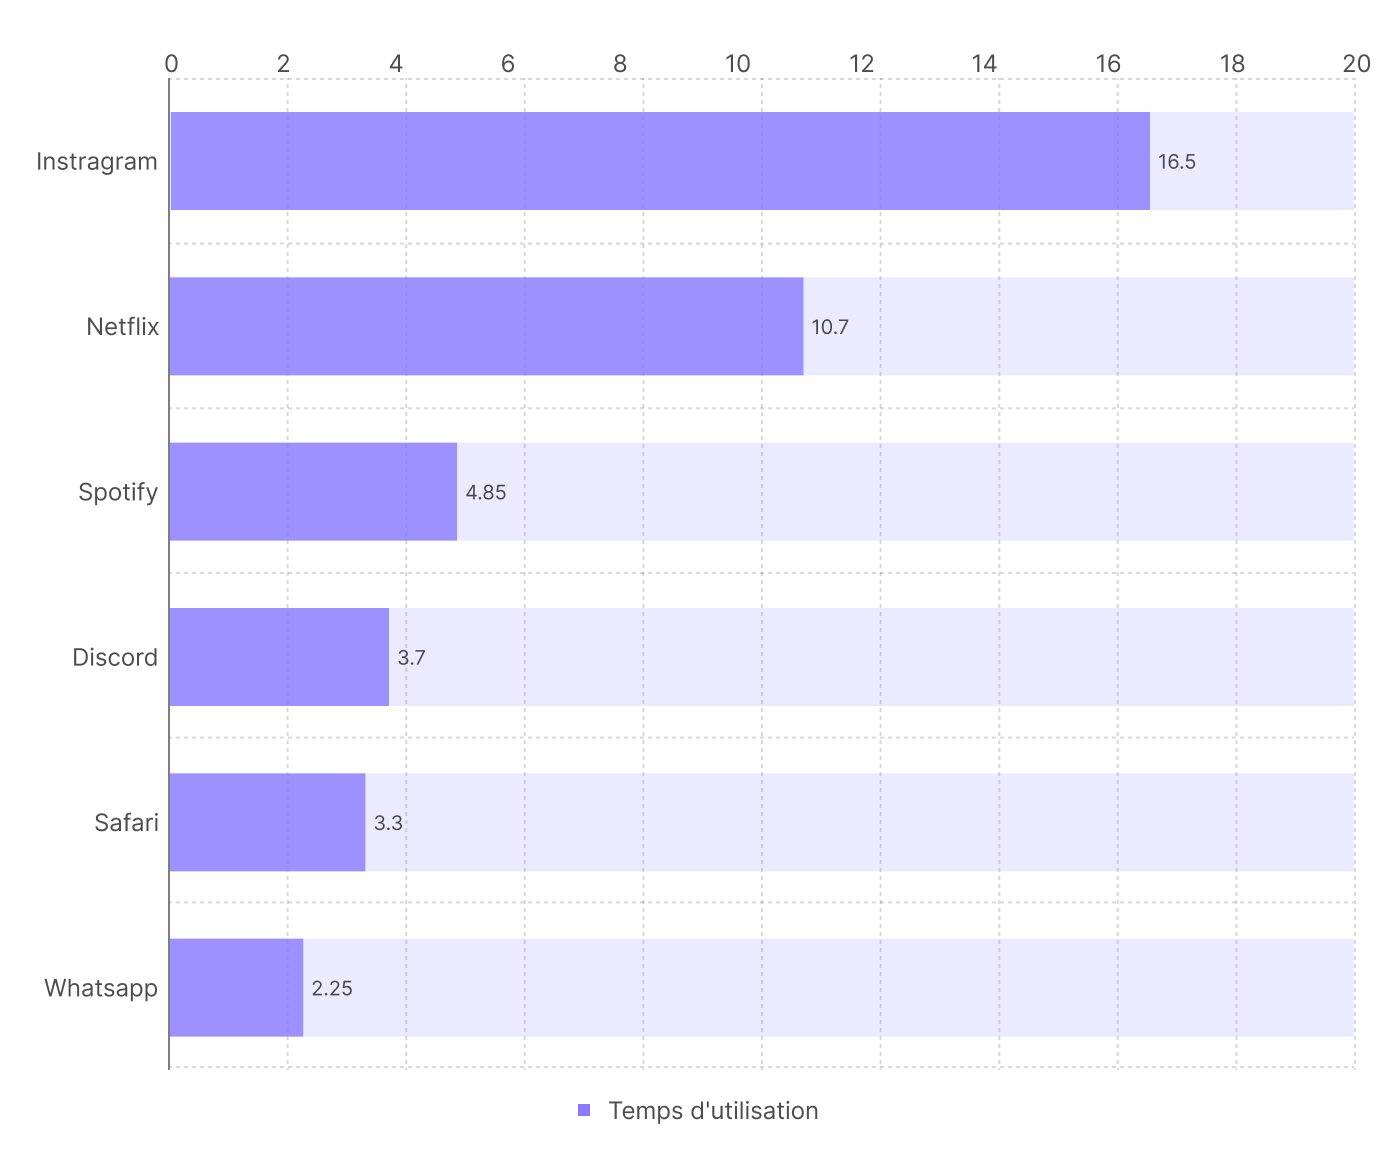 0 2 4 6 8 10 12 14 16 18 20
Instragram 16.5
Netflix 10.7
Spotify 4.85
Discord 3.7
Safari 3.3
Whatsapp 2.25
Temps d'utilisation